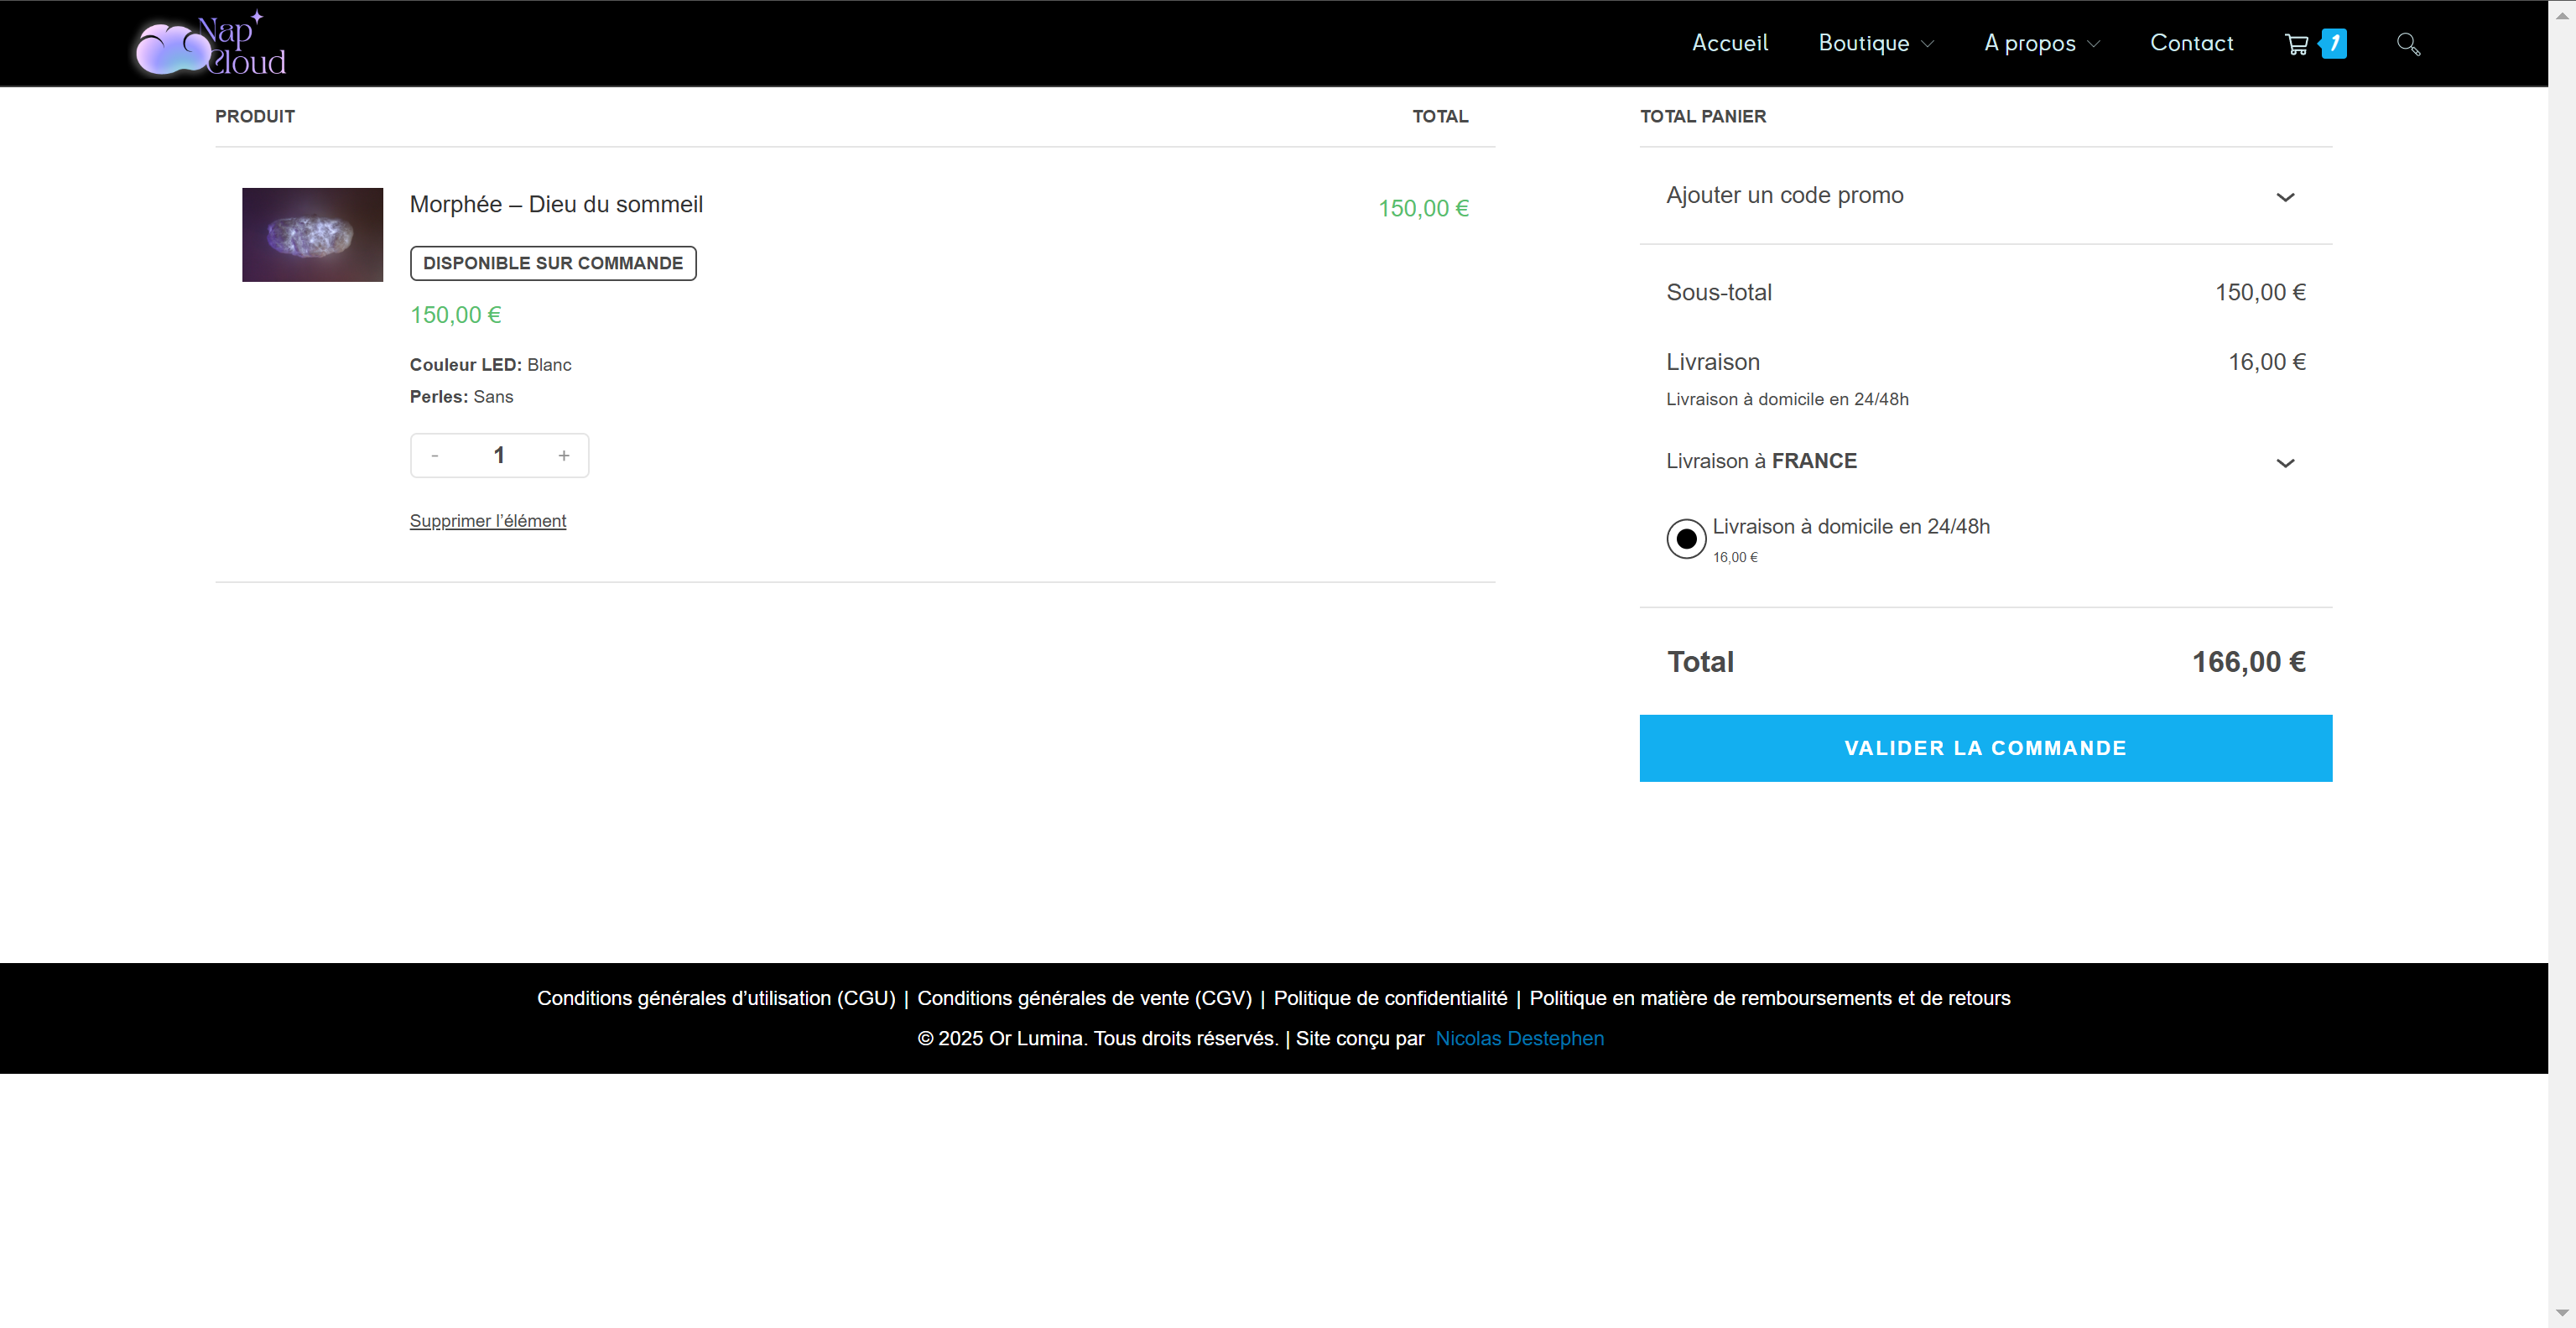 Nap
Cloud
Accueil
Boutique
A propos
Contact
1
PRODUIT
TOTAL
Morphée – Dieu du sommeil
150,00 €
DISPONIBLE SUR COMMANDE
150,00 €
Couleur LED: Blanc
Perles: Sans
- 1 +
Supprimer l’élément
TOTAL PANIER
Ajouter un code promo
Sous-total 150,00 €
Livraison 16,00 €
Livraison à domicile en 24/48h
Livraison à FRANCE
Livraison à domicile en 24/48h
16,00 €
Total 166,00 €
VALIDER LA COMMANDE
Conditions générales d’utilisation (CGU) | Conditions générales de vente (CGV) | Politique de confidentialité | Politique en matière de remboursements et de retours
© 2025 Or Lumina. Tous droits réservés. | Site conçu par Nicolas Destephen